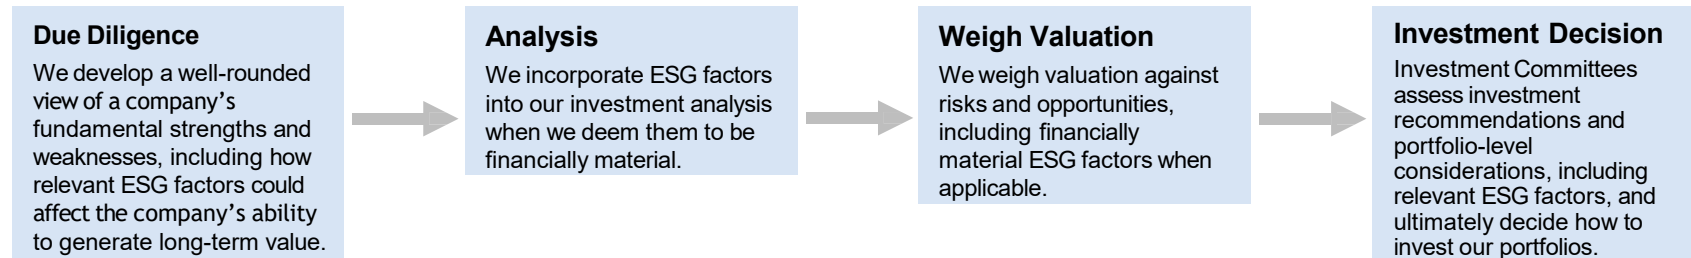 Due Diligence
We develop a well-rounded
view of a company’s
fundamental strengths and
weaknesses, including how
relevant ESG factors could
affect the company’s ability
to generate long-term value.
Analysis
We incorporate ESG factors
into our investment analysis
when we deem them to be
financially material.
Weigh Valuation
We weigh valuation against
risks and opportunities,
including financially
material ESG factors when
applicable.
Investment Decision
Investment Committees
assess investment
recommendations and
portfolio-level
considerations, including
relevant ESG factors, and
ultimately decide how to
invest our portfolios.